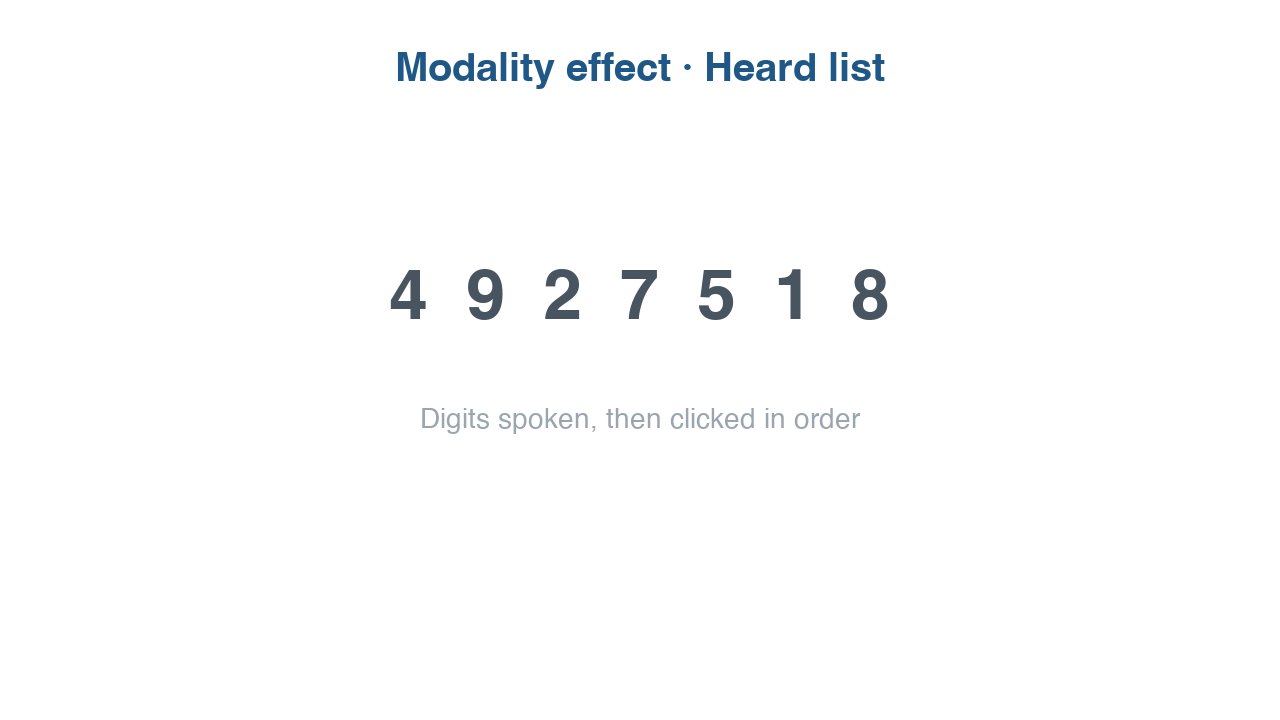 Modality effect · Heard list
4 9 2 7 5 1 8
Digits spoken, then clicked in order